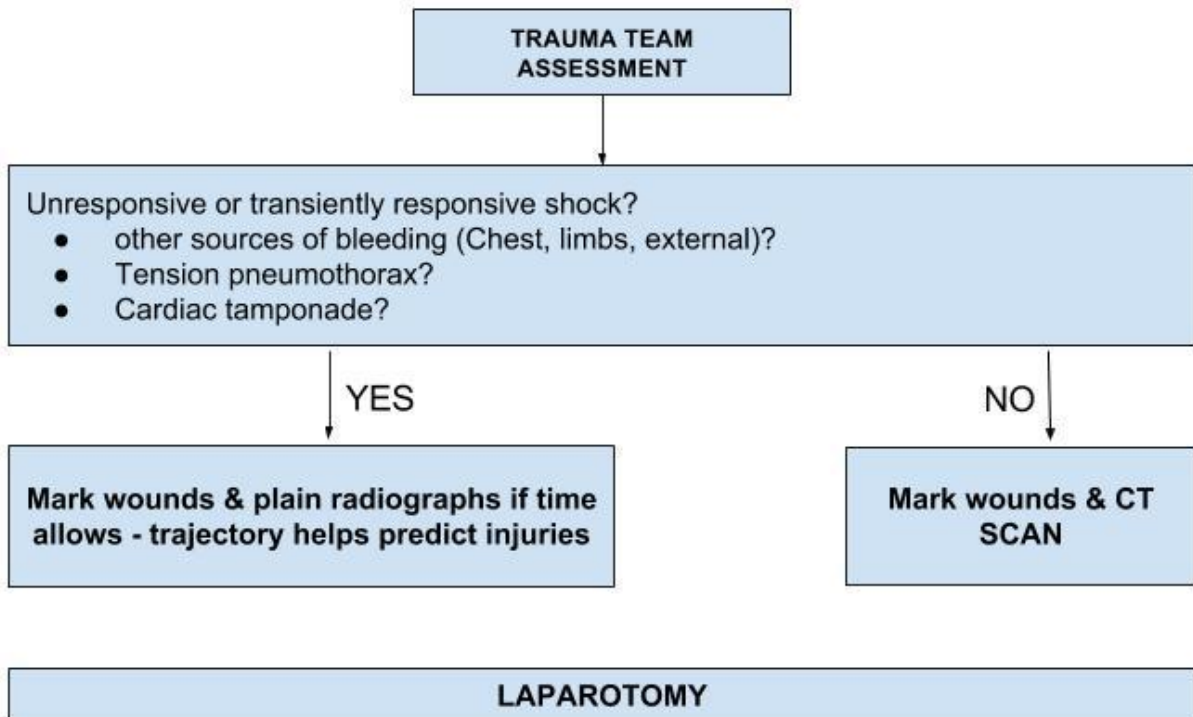 TRAUMA TEAM
ASSESSMENT
Unresponsive or transiently responsive shock?
● other sources of bleeding (Chest, limbs, external)?
● Tension pneumothorax?
● Cardiac tamponade?
YES
NO
Mark wounds & plain radiographs if time
allows - trajectory helps predict injuries
Mark wounds & CT
SCAN
LAPAROTOMY